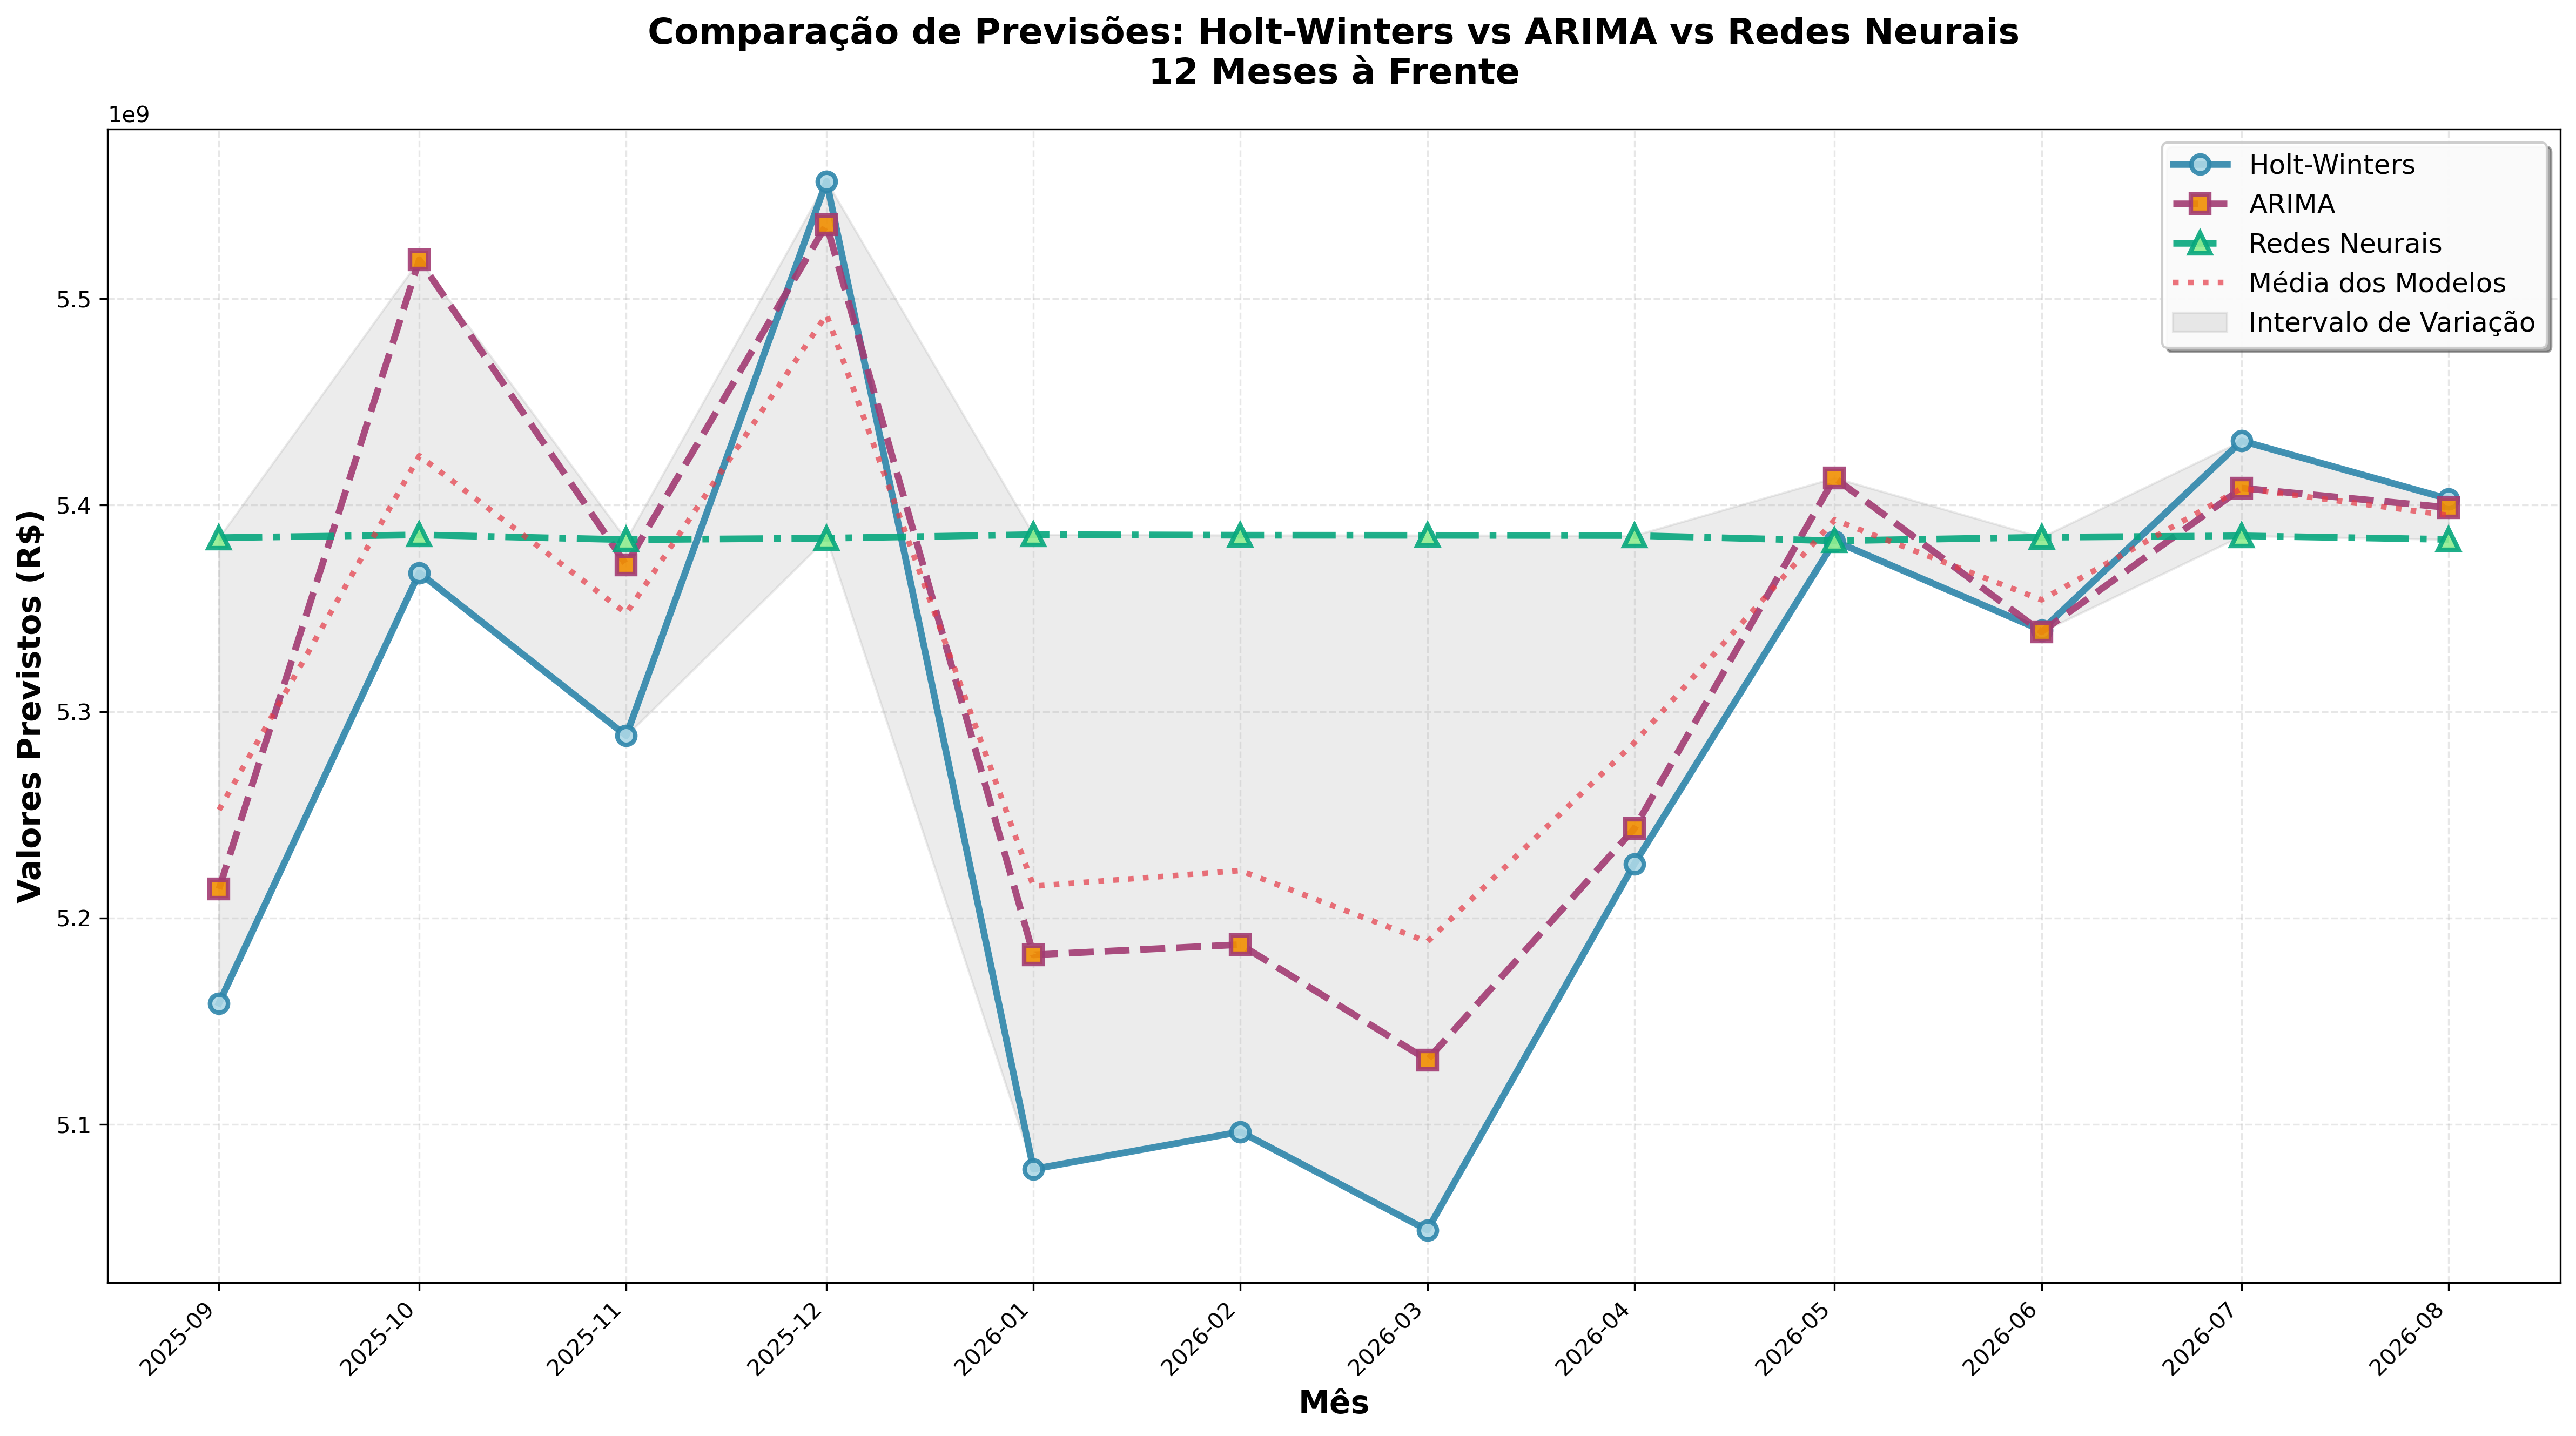 Comparação de Previsões: Holt-Winters vs ARIMA vs Redes Neurais
12 Meses à Frente
1e9
Holt-Winters
ARIMA
Redes Neurais
Média dos Modelos
Intervalo de Variação
5.5
5.4
5.3
5.2
5.1
Valores Previstos (R$)
2025-09
2025-10
2025-11
2025-12
2026-01
2026-02
2026-03
2026-04
2026-05
2026-06
2026-07
2026-08
Mês